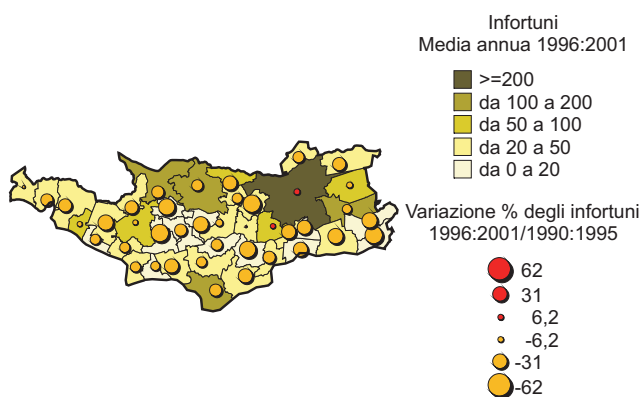 Infortuni
Media annua 1996:2001
>=200
da 100 a 200
da 50 a 100
da 20 a 50
da 0 a 20
Variazione % degli infortuni
1996:2001/1990:1995
62
31
6,2
-6,2
-31
-62